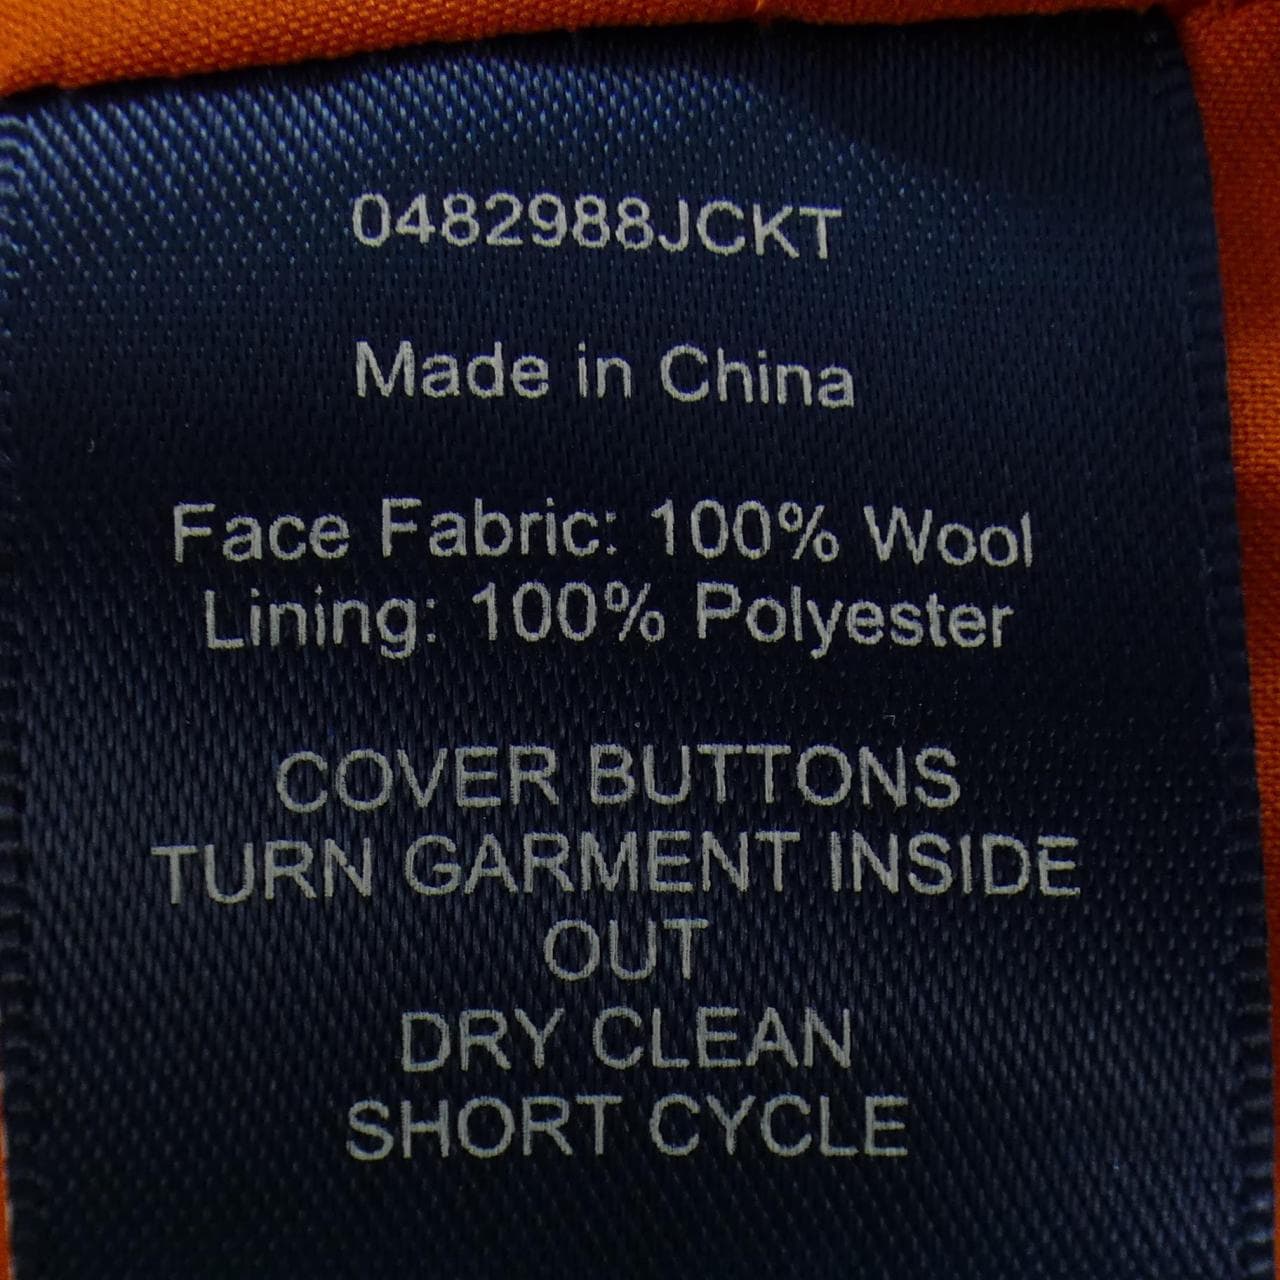 0482988JCKT
Made in China
Face Fabric: 100% Wool
Lining: 100% Polyester
COVER BUTTONS
TURN GARMENT INSIDE
OUT
DRY CLEAN
SHORT CYCLE